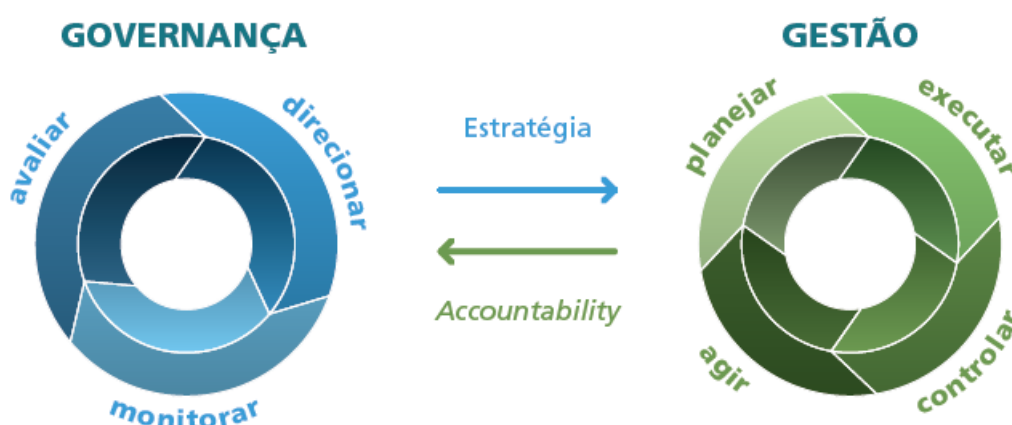 GOVERNANÇA
avaliar
direcionar
monitorar
Estratégia
Accountability
GESTÃO
planejar
executar
controlar
agir